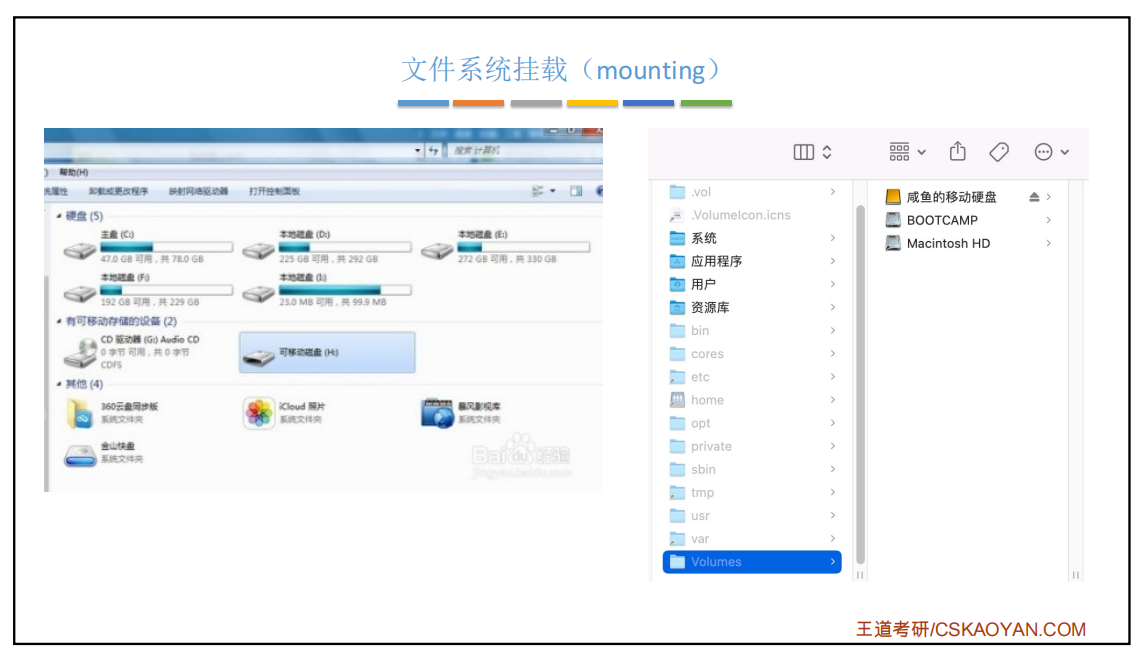 文件系统挂载（mounting）
搜索计算机
帮助(H)
卸载或更改程序 映射网络驱动器 打开控制面板
硬盘 (5)
主盘 (C:) 本地磁盘 (D:) 本地磁盘 (E:)
47.0 GB 可用，共 78.0 GB 225 GB 可用，共 292 GB 272 GB 可用，共 330 GB
本地磁盘 (F:) 本地磁盘 (I:)
192 GB 可用，共 229 GB 23.0 MB 可用，共 99.9 MB
有可移动存储的设备 (2)
CD 驱动器 (G:) Audio CD
0 字节 可用，共 0 字节
CDFS
可移动磁盘 (H:)
其他 (4)
360云盘同步版 iCloud 照片 暴风影视库
系统文件夹 系统文件夹 系统文件夹
金山快盘
系统文件夹
Baidu 经验
jingyan.baidu.com
.vol
.VolumeIcon.icns
系统
应用程序
用户
资源库
bin
cores
etc
home
opt
private
sbin
tmp
usr
var
Volumes
咸鱼的移动硬盘
BOOTCAMP
Macintosh HD
王道考研/CSKAOYAN.COM